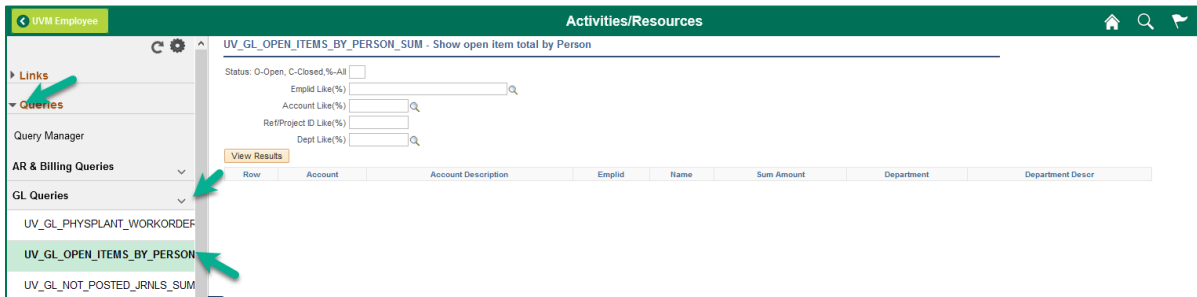 UVM Employee
Activities/Resources
Links
Queries
Query Manager
AR & Billing Queries
GL Queries
UV_GL_PHYSPLANT_WORKORDER
UV_GL_OPEN_ITEMS_BY_PERSON
UV_GL_NOT_POSTED_JRNLS_SUM
UV_GL_OPEN_ITEMS_BY_PERSON_SUM - Show open item total by Person
Status: O-Open, C-Closed,%-All
Emplid Like(%)
Account Like(%)
Ref/Project ID Like(%)
Dept Like(%)
View Results
Row Account Account Description Emplid Name Sum Amount Department Department Descr